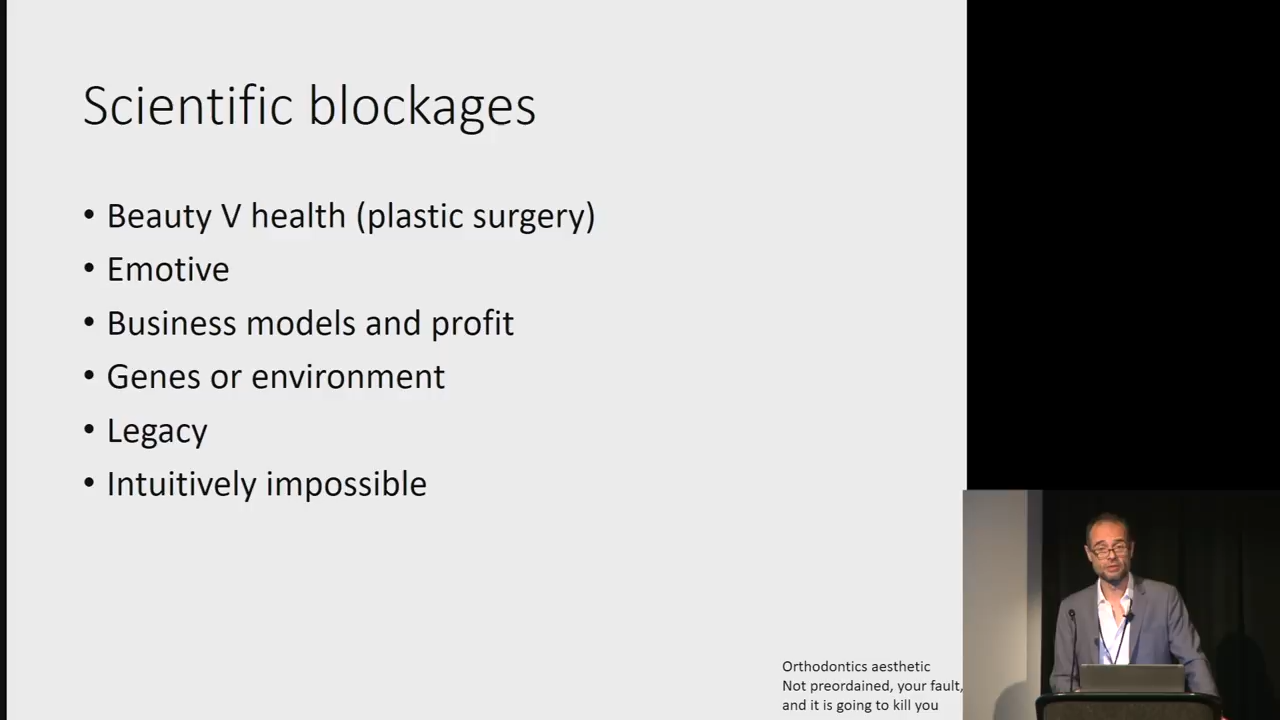 Scientific blockages
• Beauty V health (plastic surgery)
• Emotive
• Business models and profit
• Genes or environment
• Legacy
• Intuitively impossible
Orthodontics aesthetic
Not preordained, your fault,
and it is going to kill you